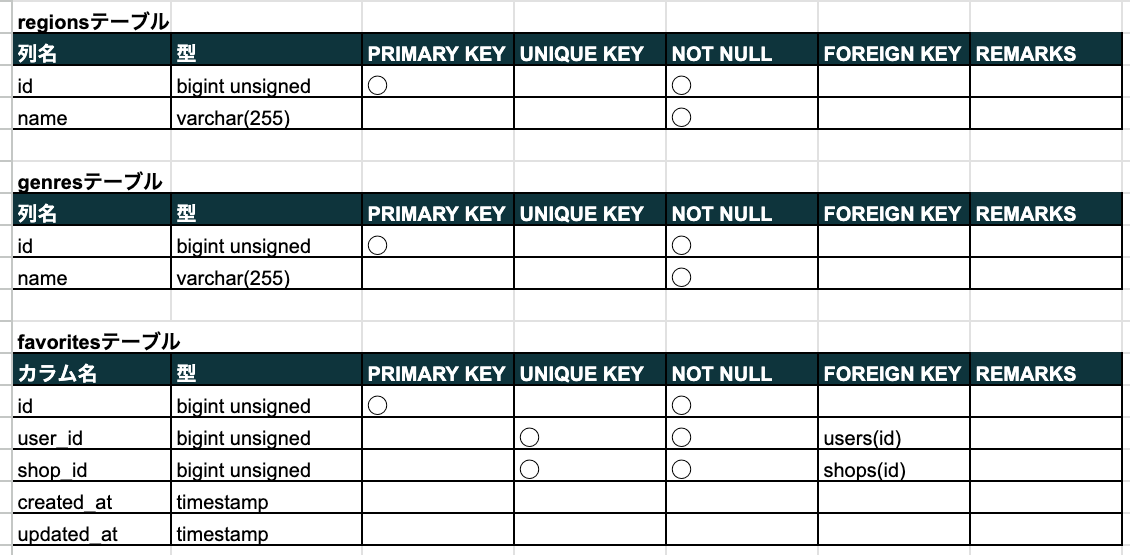 regionsテーブル
列名 型 PRIMARY KEY UNIQUE KEY NOT NULL FOREIGN KEY REMARKS
id bigint unsigned ○ ○
name varchar(255) ○
genresテーブル
列名 型 PRIMARY KEY UNIQUE KEY NOT NULL FOREIGN KEY REMARKS
id bigint unsigned ○ ○
name varchar(255) ○
favoritesテーブル
カラム名 型 PRIMARY KEY UNIQUE KEY NOT NULL FOREIGN KEY REMARKS
id bigint unsigned ○ ○
user_id bigint unsigned ○ ○ users(id)
shop_id bigint unsigned ○ ○ shops(id)
created_at timestamp
updated_at timestamp